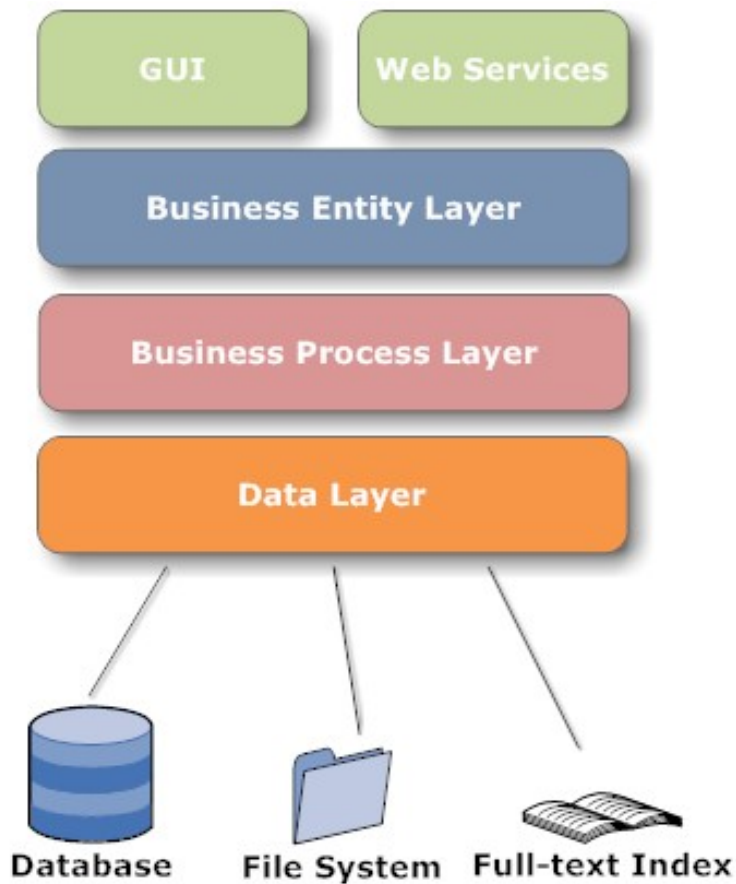 GUI
Web Services
Business Entity Layer
Business Process Layer
Data Layer
Database
File System
Full-text Index